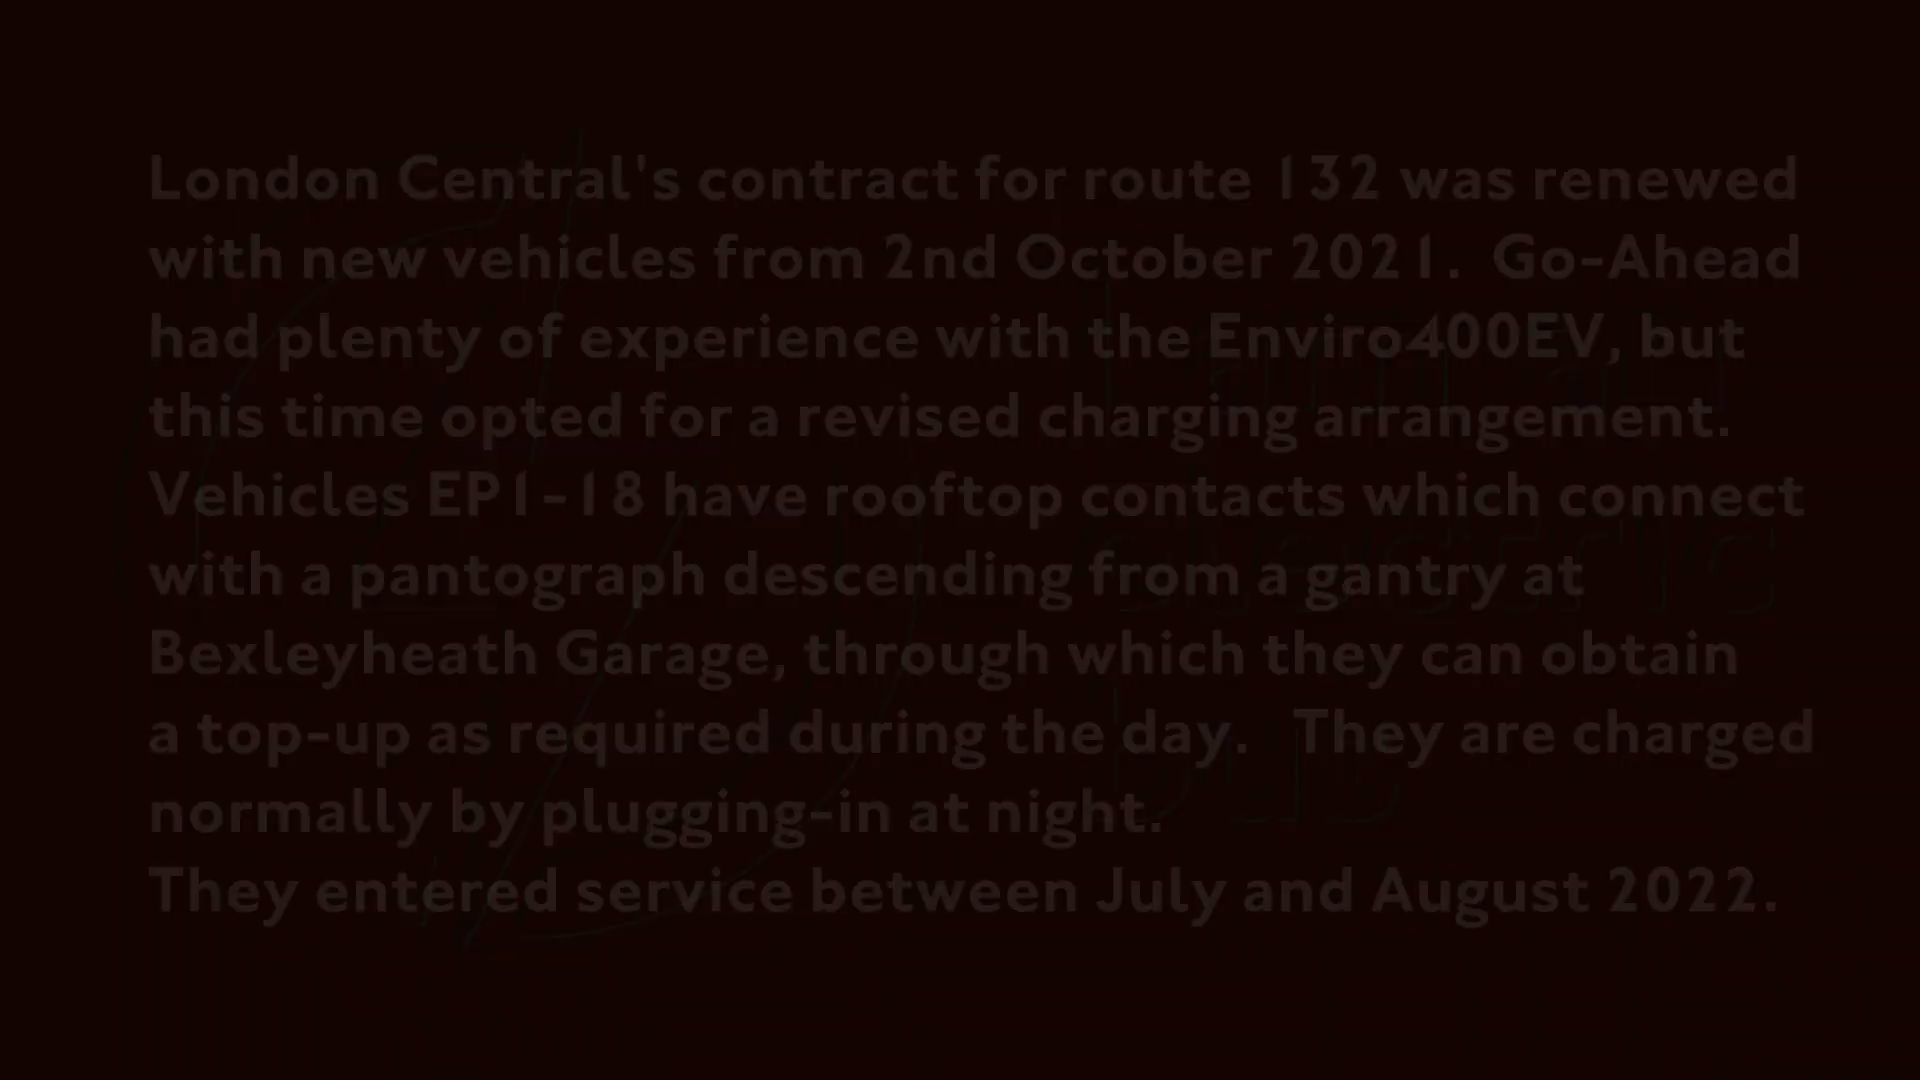 London Central's contract for route 132 was renewed
with new vehicles from 2nd October 2021.  Go-Ahead
had plenty of experience with the Enviro400EV, but
this time opted for a revised charging arrangement.
Vehicles EP1-18 have rooftop contacts which connect
with a pantograph descending from a gantry at
Bexleyheath Garage, through which they can obtain
a top-up as required during the day.   They are charged
normally by plugging-in at night.
They entered service between July and August 2022.
electric
bus